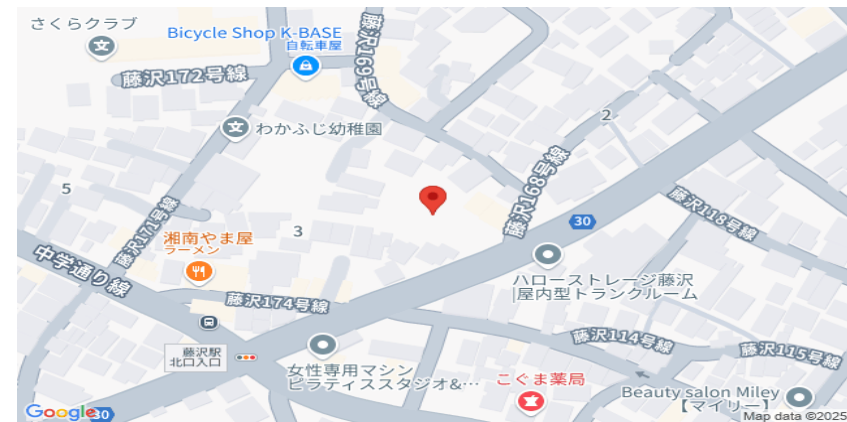 さくらクラブ
Bicycle Shop K-BASE
自転車屋
藤沢172号線
藤沢169号線
わかふじ幼稚園
2
藤沢168号線
5
藤沢171号線
3
30
藤沢118号線
湘南やま屋
ラーメン
中学通り線
ハローストレージ藤沢
|屋内型トランクルーム
藤沢174号線
藤沢114号線
藤沢115号線
藤沢駅
北口入口
女性専用マシン
ピラティススタジオ&…
こぐま薬局
Beauty salon Miley
【マイリー】
Google
30
Map data ©2025